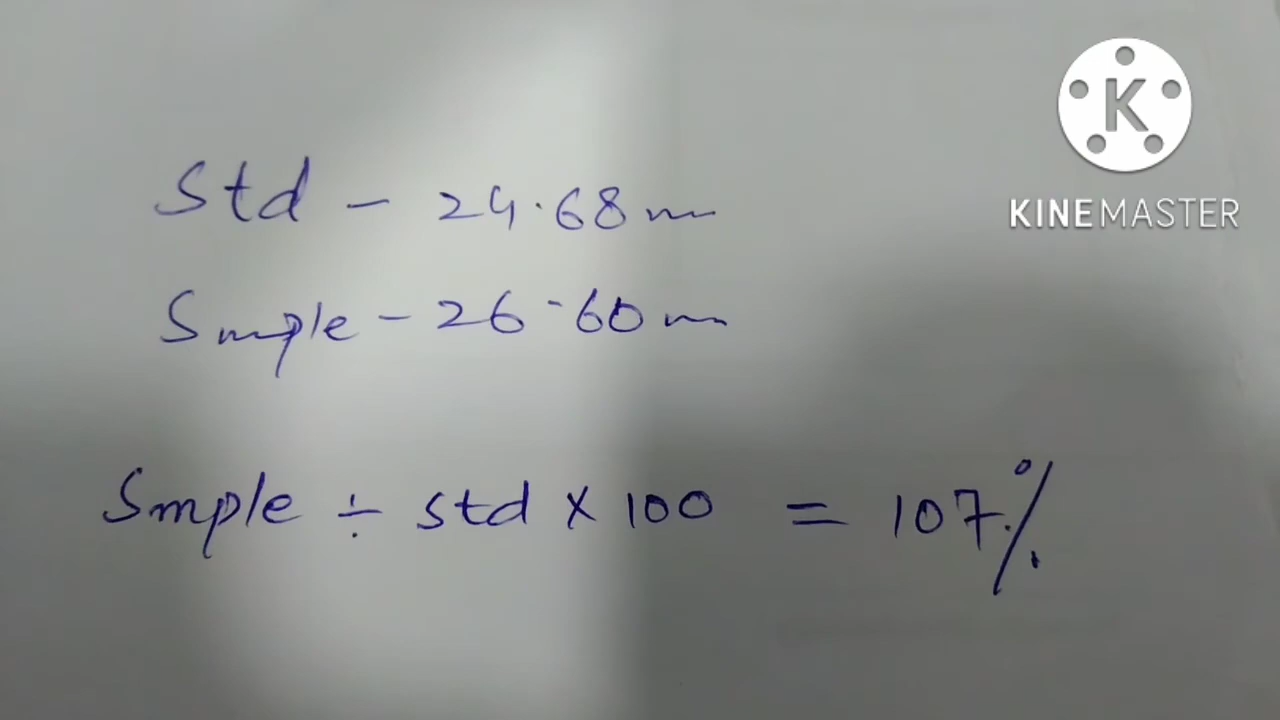 K
KINEMASTER
Std - 24.68 m
Smple - 26.60 m
Smple ÷ std × 100 = 107%